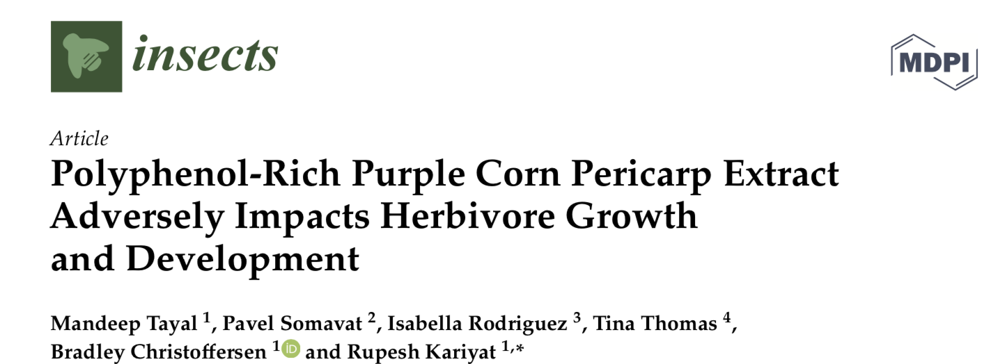 insects
MDPI
Article
Polyphenol-Rich Purple Corn Pericarp Extract
Adversely Impacts Herbivore Growth
and Development
Mandeep Tayal 1, Pavel Somavat 2, Isabella Rodriguez 3, Tina Thomas 4,
Bradley Christoffersen 1 iD and Rupesh Kariyat 1,*